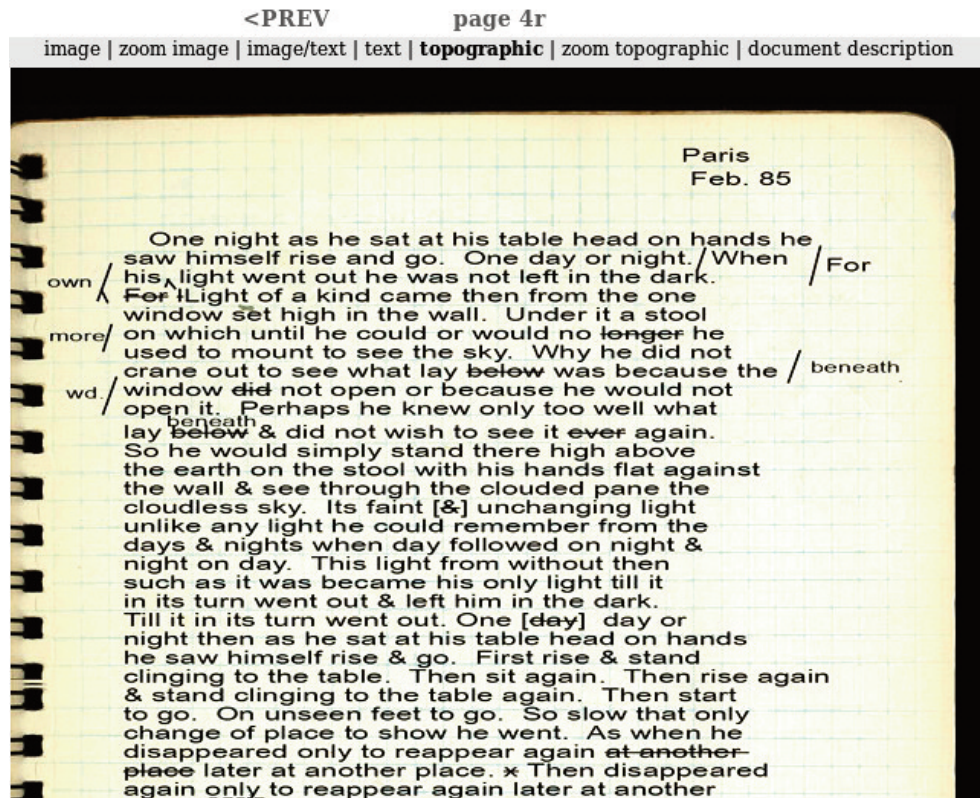 <PREV page 4r
image | zoom image | image/text | text | topographic | zoom topographic | document description
Paris
Feb. 85
One night as he sat at his table head on hands he
saw himself rise and go. One day or night. / When / For
own / his light went out he was not left in the dark.
For lLight of a kind came then from the one
window set high in the wall. Under it a stool
more / on which until he could or would no longer he
used to mount to see the sky. Why he did not
crane out to see what lay below was because the / beneath
wd. / window did not open or because he would not
open it. Perhaps he knew only too well what
beneath
lay below & did not wish to see it ever again.
So he would simply stand there high above
the earth on the stool with his hands flat against
the wall & see through the clouded pane the
cloudless sky. Its faint [&] unchanging light
unlike any light he could remember from the
days & nights when day followed on night &
night on day. This light from without then
such as it was became his only light till it
in its turn went out & left him in the dark.
Till it in its turn went out. One [day] day or
night then as he sat at his table head on hands
he saw himself rise & go. First rise & stand
clinging to the table. Then sit again. Then rise again
& stand clinging to the table again. Then start
to go. On unseen feet to go. So slow that only
change of place to show he went. As when he
disappeared only to reappear again at another
place later at another place. x Then disappeared
again only to reappear again later at another